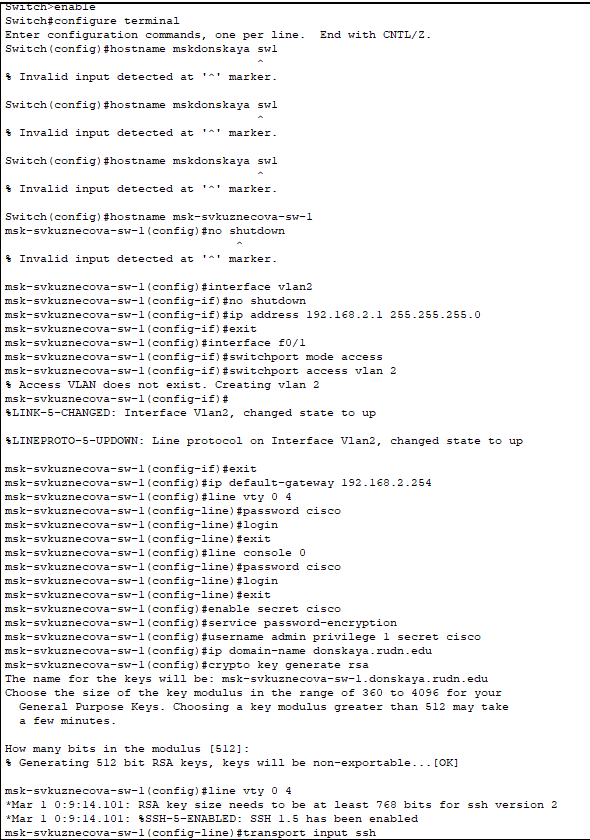 Switch>enable
Switch#configure terminal
Enter configuration commands, one per line.  End with CNTL/Z.
Switch(config)#hostname mskdonskaya sw1
^
% Invalid input detected at '^' marker.
Switch(config)#hostname mskdonskaya sw1
^
% Invalid input detected at '^' marker.
Switch(config)#hostname mskdonskaya sw1
^
% Invalid input detected at '^' marker.
Switch(config)#hostname msk-svkuznecova-sw-1
msk-svkuznecova-sw-1(config)#no shutdown
^
% Invalid input detected at '^' marker.
msk-svkuznecova-sw-1(config)#interface vlan2
msk-svkuznecova-sw-1(config-if)#no shutdown
msk-svkuznecova-sw-1(config-if)#ip address 192.168.2.1 255.255.255.0
msk-svkuznecova-sw-1(config-if)#exit
msk-svkuznecova-sw-1(config)#interface f0/1
msk-svkuznecova-sw-1(config-if)#switchport mode access
msk-svkuznecova-sw-1(config-if)#switchport access vlan 2
% Access VLAN does not exist. Creating vlan 2
msk-svkuznecova-sw-1(config-if)#
%LINK-5-CHANGED: Interface Vlan2, changed state to up
%LINEPROTO-5-UPDOWN: Line protocol on Interface Vlan2, changed state to up
msk-svkuznecova-sw-1(config-if)#exit
msk-svkuznecova-sw-1(config)#ip default-gateway 192.168.2.254
msk-svkuznecova-sw-1(config)#line vty 0 4
msk-svkuznecova-sw-1(config-line)#password cisco
msk-svkuznecova-sw-1(config-line)#login
msk-svkuznecova-sw-1(config-line)#exit
msk-svkuznecova-sw-1(config)#line console 0
msk-svkuznecova-sw-1(config-line)#password cisco
msk-svkuznecova-sw-1(config-line)#login
msk-svkuznecova-sw-1(config-line)#exit
msk-svkuznecova-sw-1(config)#enable secret cisco
msk-svkuznecova-sw-1(config)#service password-encryption
msk-svkuznecova-sw-1(config)#username admin privilege 1 secret cisco
msk-svkuznecova-sw-1(config)#ip domain-name donskaya.rudn.edu
msk-svkuznecova-sw-1(config)#crypto key generate rsa
The name for the keys will be: msk-svkuznecova-sw-1.donskaya.rudn.edu
Choose the size of the key modulus in the range of 360 to 4096 for your
General Purpose Keys. Choosing a key modulus greater than 512 may take
a few minutes.
How many bits in the modulus [512]:
% Generating 512 bit RSA keys, keys will be non-exportable...[OK]
msk-svkuznecova-sw-1(config)#line vty 0 4
*Mar 1 0:9:14.101: RSA key size needs to be at least 768 bits for ssh version 2
*Mar 1 0:9:14.101: %SSH-5-ENABLED: SSH 1.5 has been enabled
msk-svkuznecova-sw-1(config-line)#transport input ssh